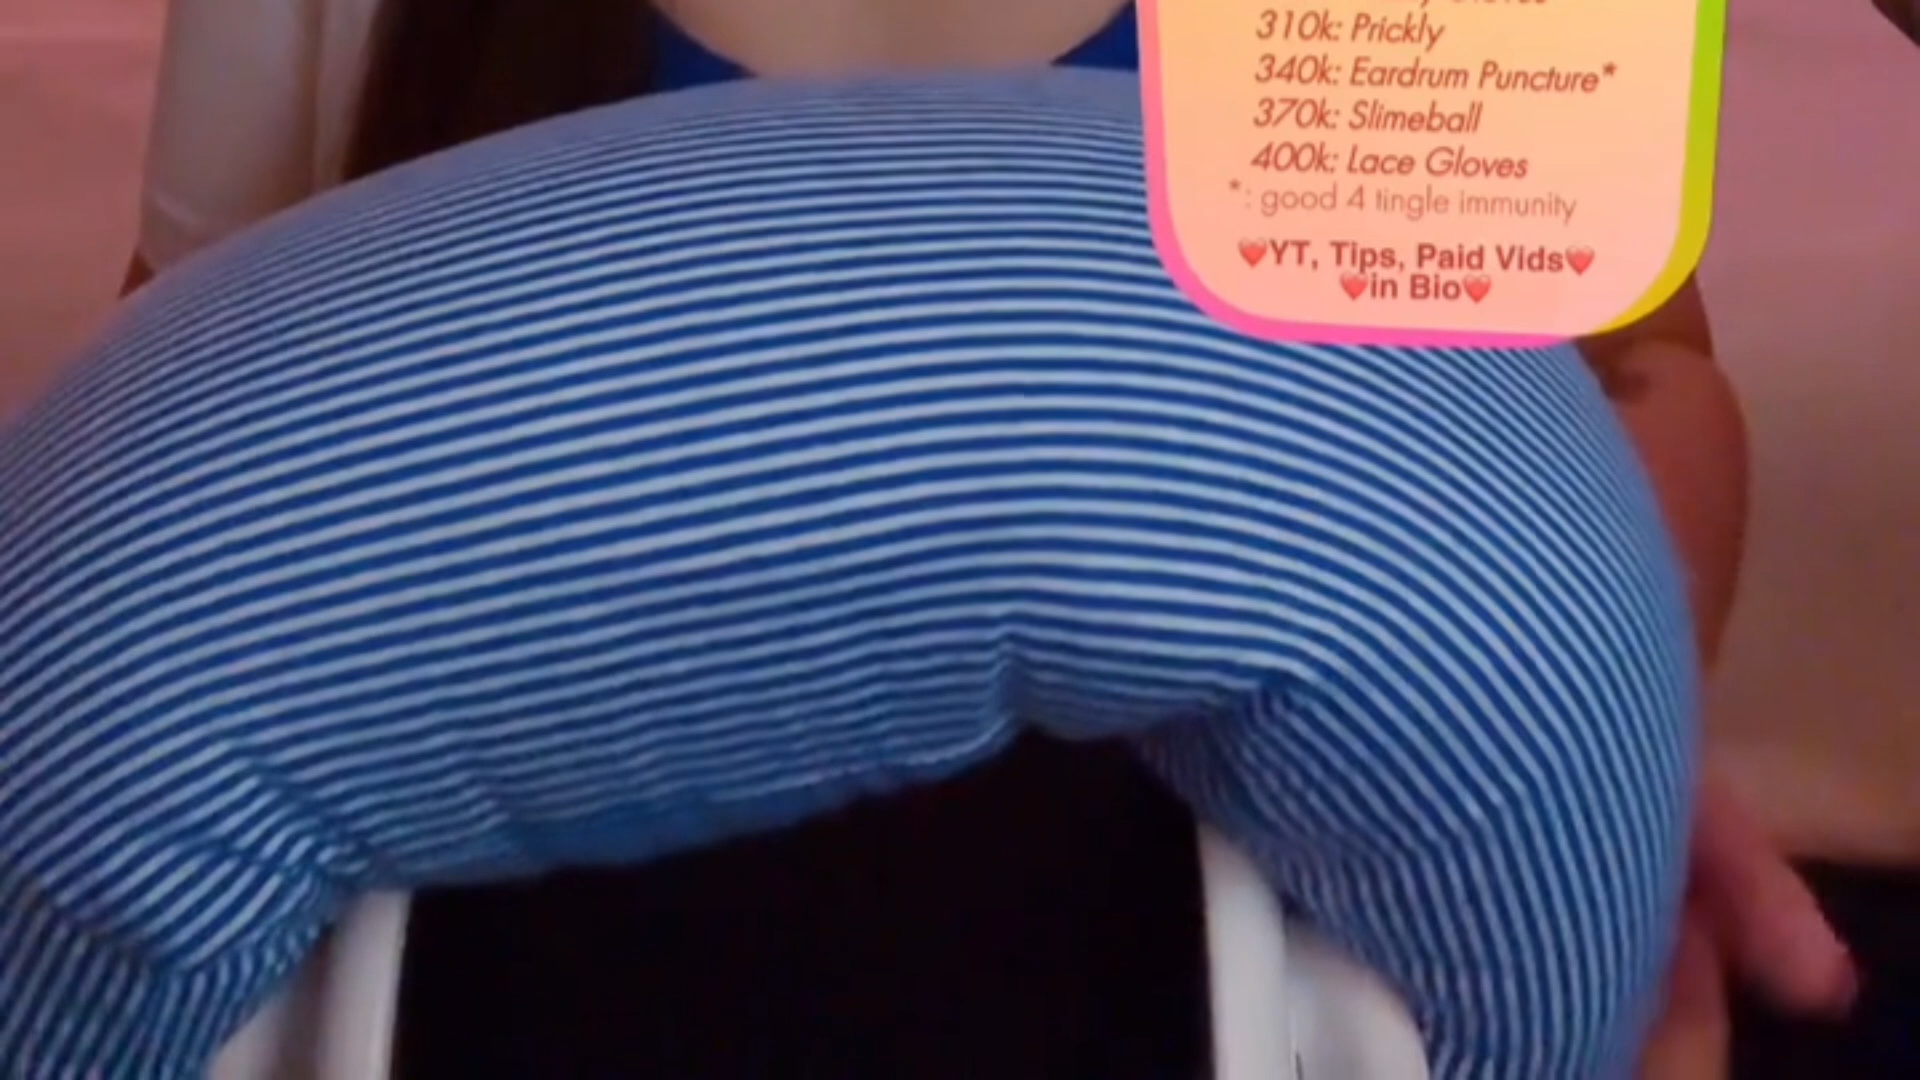 310k: Prickly
340k: Eardrum Puncture*
370k: Slimeball
400k: Lace Gloves
*: good 4 tingle immunity
❤️YT, Tips, Paid Vids❤️
❤️in Bio❤️